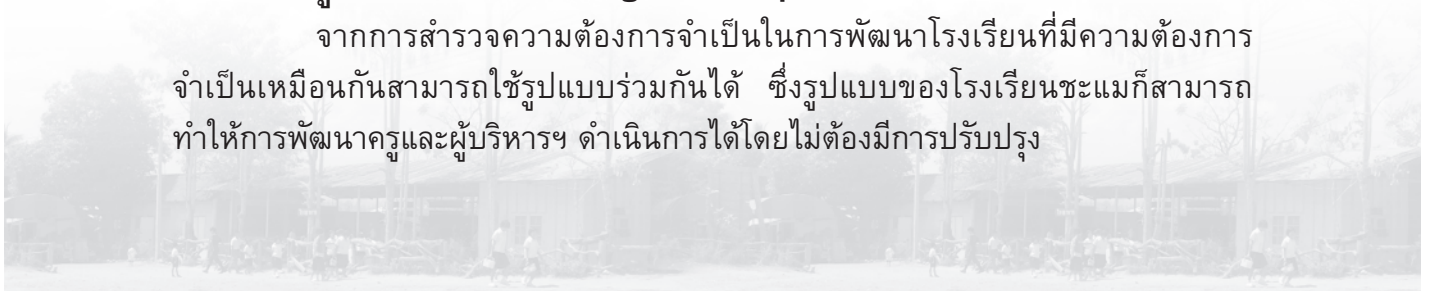 จากการสำรวจความต้องการจำเป็นในการพัฒนาโรงเรียนที่มีความต้องการ
จำเป็นเหมือนกันสามารถใช้รูปแบบร่วมกันได้ ซึ่งรูปแบบของโรงเรียนชะแมก็สามารถ
ทำให้การพัฒนาครูและผู้บริหารฯ ดำเนินการได้โดยไม่ต้องมีการปรับปรุง